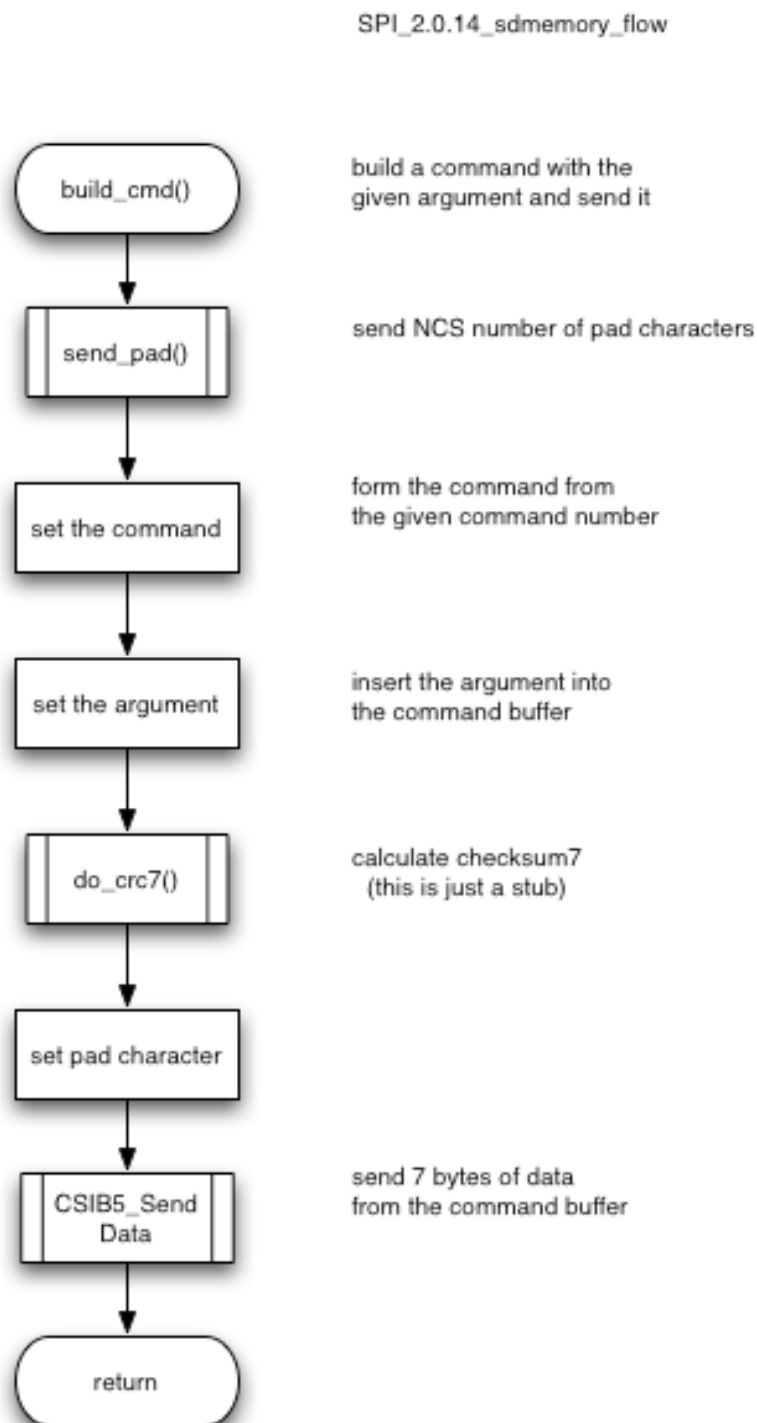 SPI_2.0.14_sdmemory_flow
build_cmd()
build a command with the
given argument and send it
send_pad()
send NCS number of pad characters
set the command
form the command from
the given command number
set the argument
insert the argument into
the command buffer
do_crc7()
calculate checksum7
(this is just a stub)
set pad character
CSIB5_Send
Data
send 7 bytes of data
from the command buffer
return